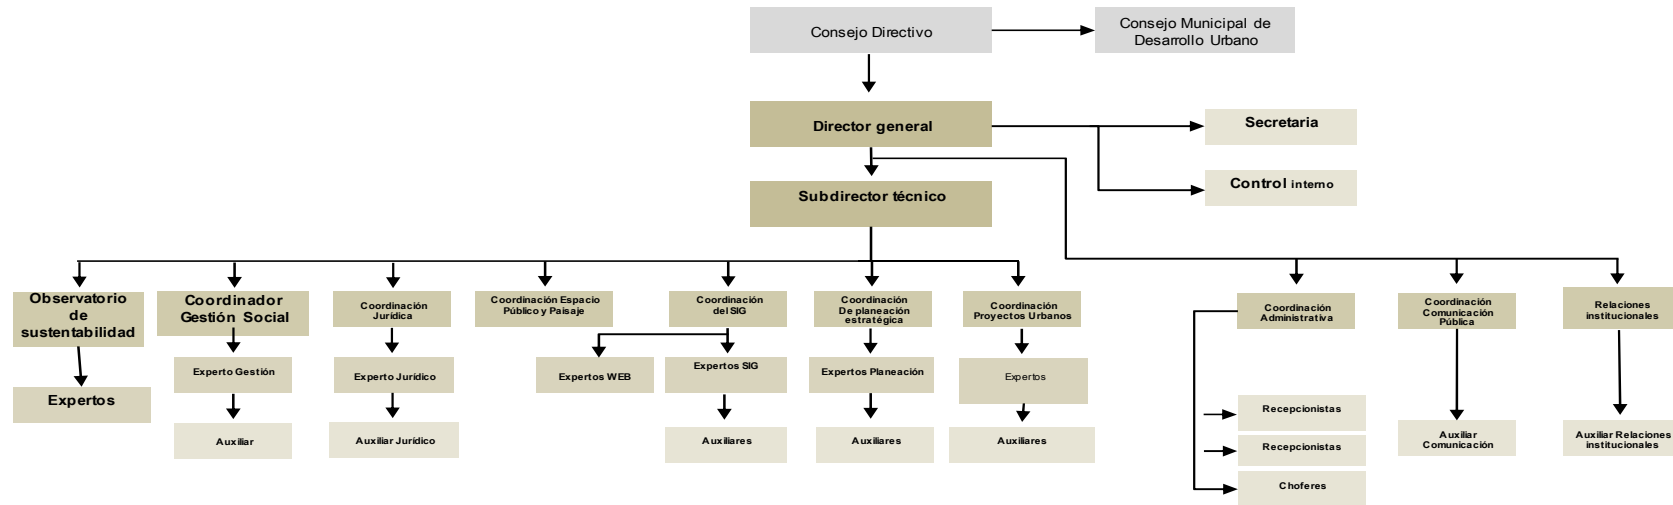 Consejo Directivo
Consejo Municipal de
Desarrollo Urbano
Director general
Secretaria
Control interno
Subdirector técnico
Observatorio
de
sustentabilidad
Coordinador
Gestión Social
Coordinación
Jurídica
Coordinación Espacio
Público y Paisaje
Coordinación
del SIG
Coordinación
De planeación
estratégica
Coordinación
Proyectos Urbanos
Coordinación
Administrativa
Coordinación
Comunicación
Pública
Relaciones
institucionales
Expertos
Experto Gestión
Experto Jurídico
Expertos WEB
Expertos SIG
Expertos Planeación
Expertos
Auxiliar
Auxiliar Jurídico
Auxiliares
Auxiliares
Auxiliares
Recepcionistas
Recepcionistas
Choferes
Auxiliar
Comunicación
Auxiliar Relaciones
institucionales